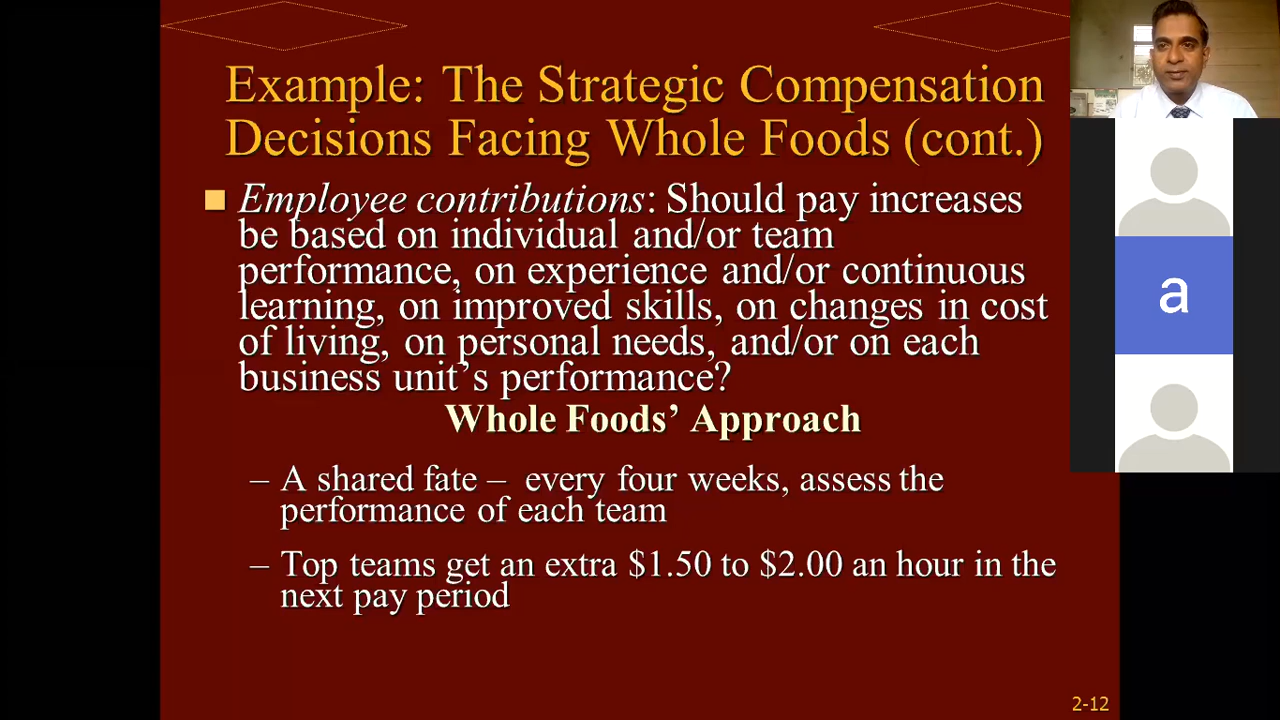 Example: The Strategic Compensation
Decisions Facing Whole Foods (cont.)
Employee contributions: Should pay increases
be based on individual and/or team
performance, on experience and/or continuous
learning, on improved skills, on changes in cost
of living, on personal needs, and/or on each
business unit’s performance?
Whole Foods’ Approach
– A shared fate – every four weeks, assess the
performance of each team
– Top teams get an extra $1.50 to $2.00 an hour in the
next pay period
2-12
a